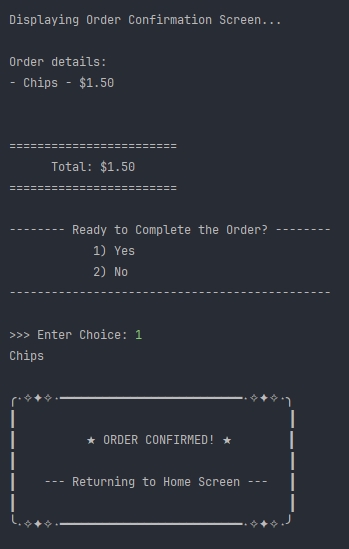 Displaying Order Confirmation Screen...
Order details:
- Chips - $1.50
========================
Total: $1.50
========================
-------- Ready to Complete the Order? --------
1) Yes
2) No
----------------------------------------------
>>> Enter Choice: 1
Chips
★ ORDER CONFIRMED! ★
--- Returning to Home Screen ---